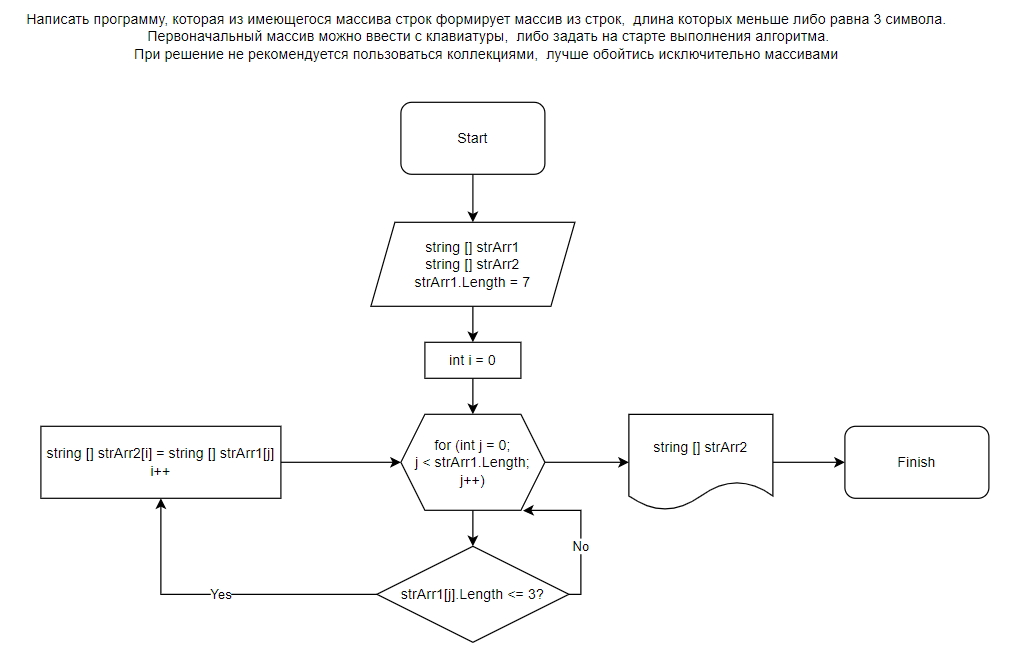 Написать программу, которая из имеющегося массива строк формирует массив из строк, длина которых меньше либо равна 3 символа.
Первоначальный массив можно ввести с клавиатуры, либо задать на старте выполнения алгоритма.
При решение не рекомендуется пользоваться коллекциями, лучше обойтись исключительно массивами
Start
string [] strArr1
string [] strArr2
strArr1.Length = 7
int i = 0
string [] strArr2[i] = string [] strArr1[j]
i++
for (int j = 0;
j < strArr1.Length;
j++)
string [] strArr2
Finish
No
Yes
strArr1[j].Length <= 3?